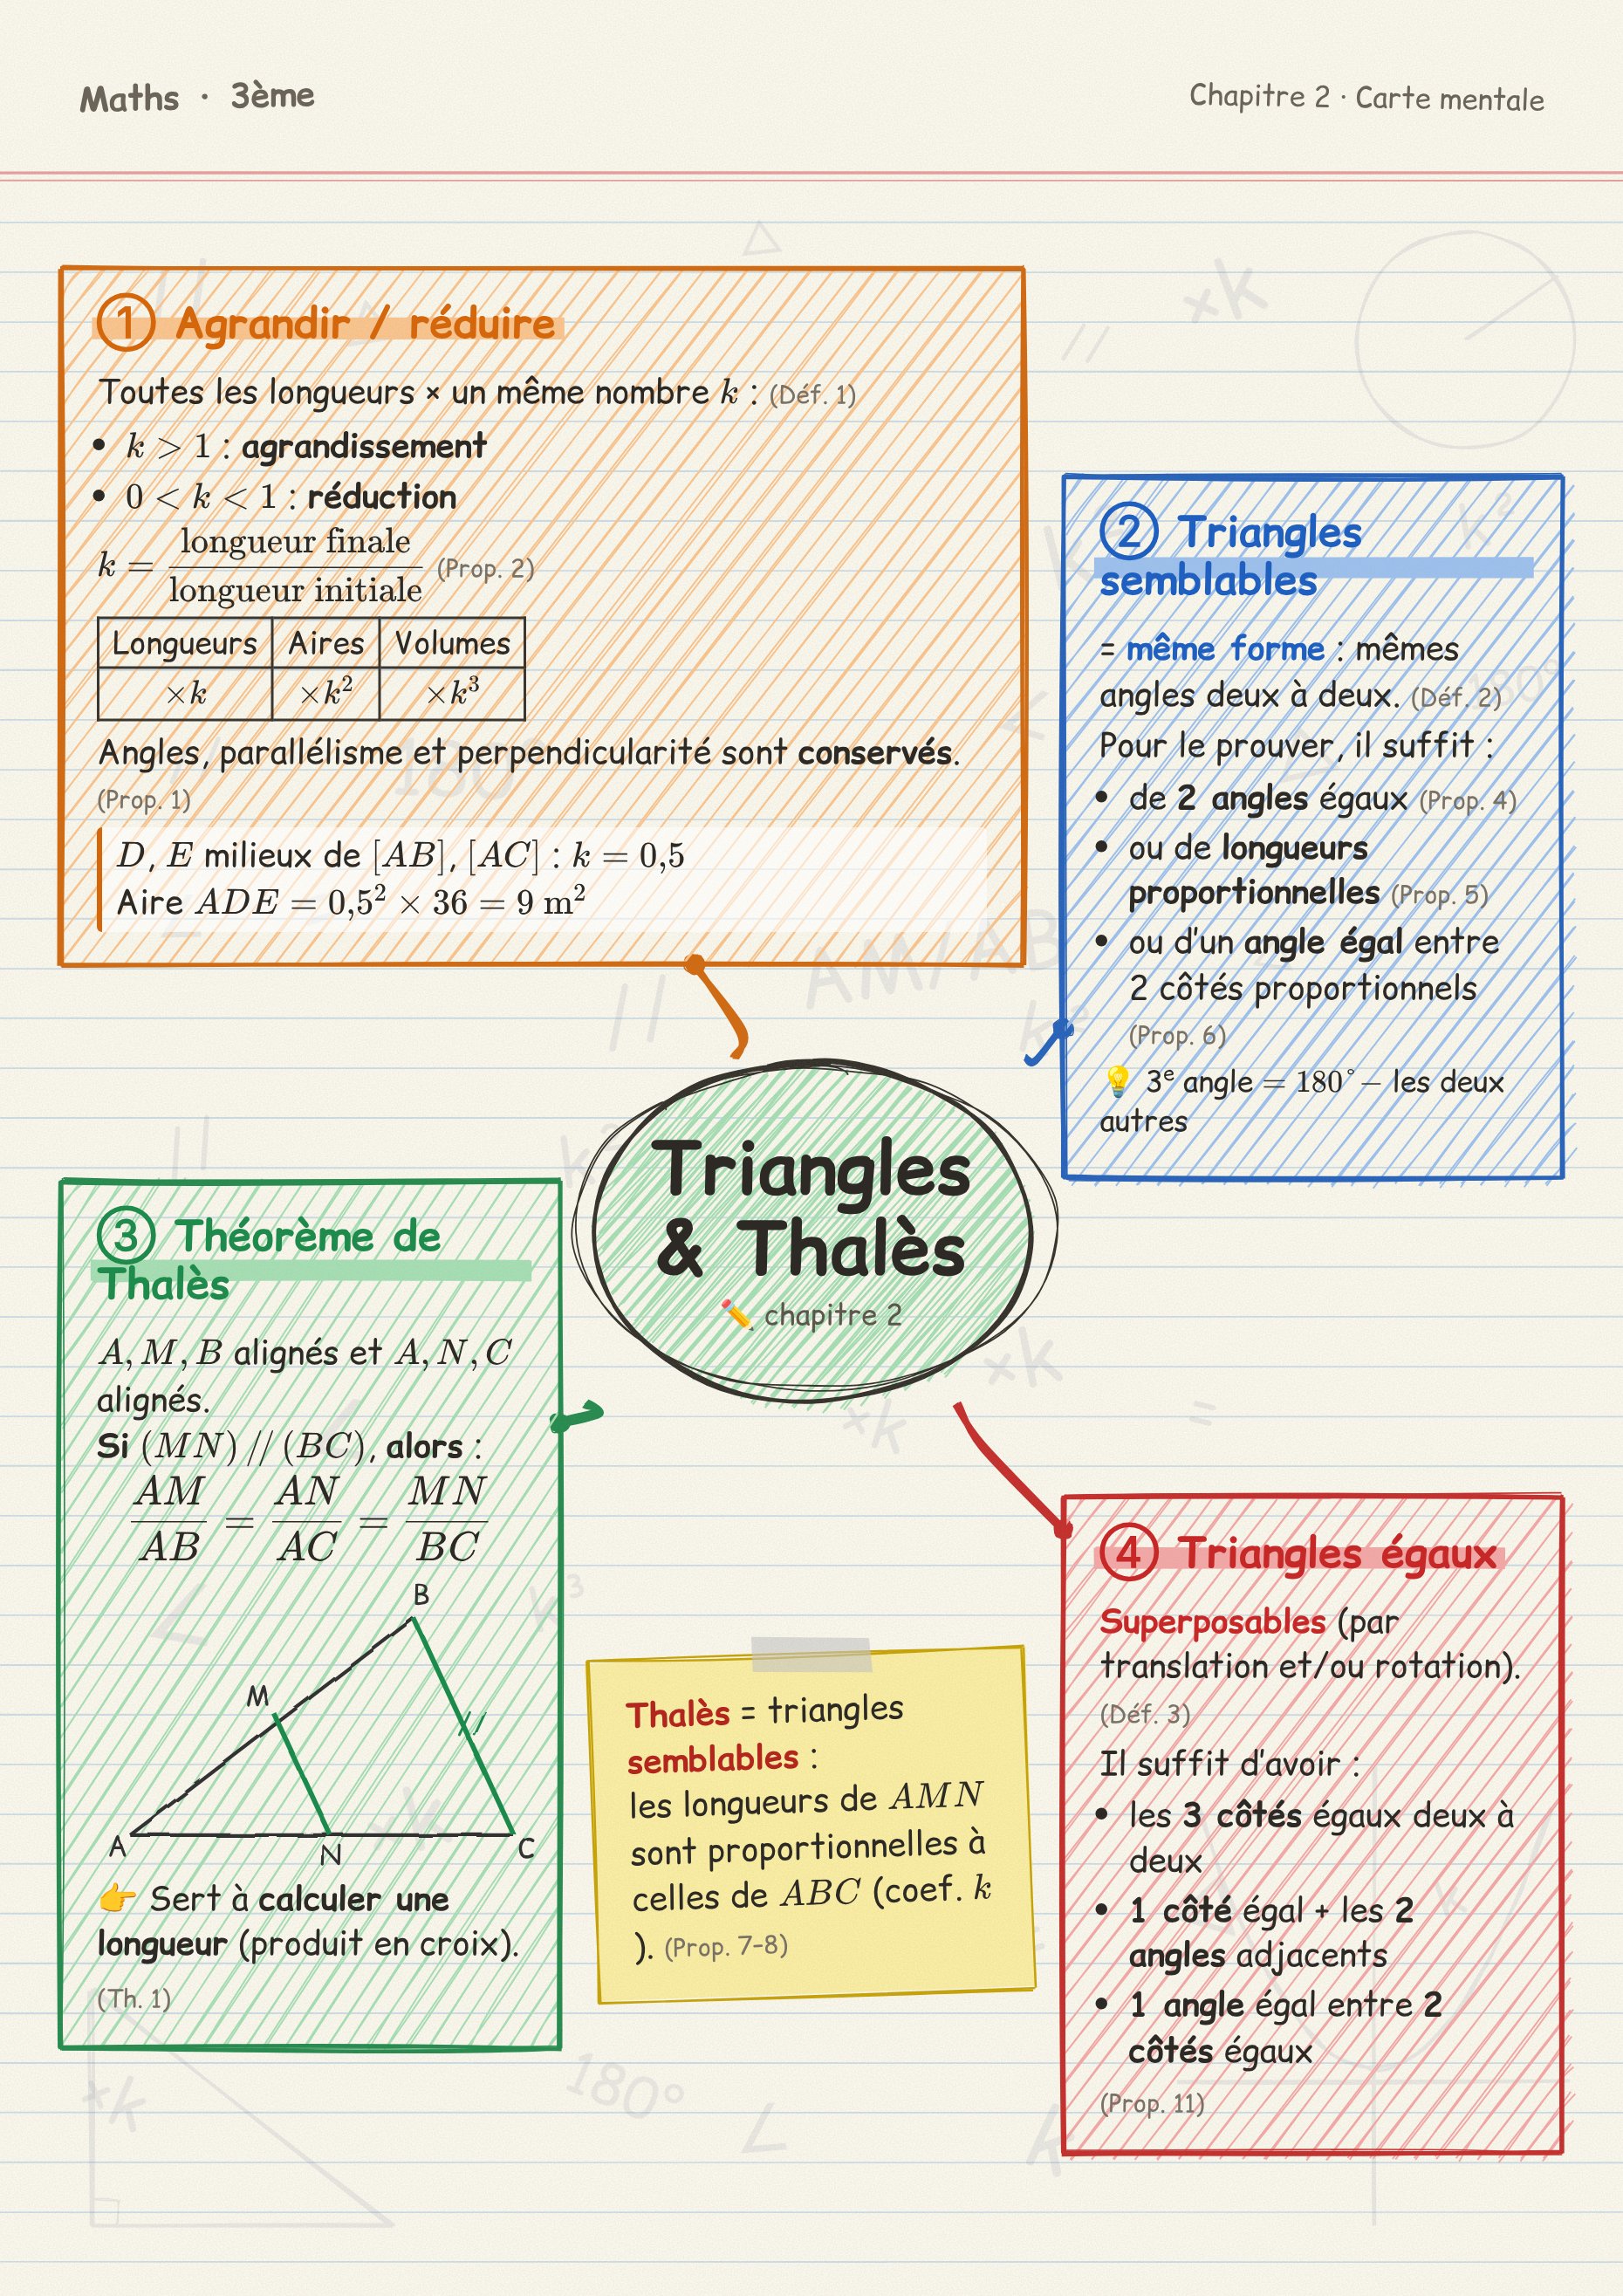 Maths · 3ème
Chapitre 2 · Carte mentale
① Agrandir / réduire
Toutes les longueurs × un même nombre k : (Déf. 1)
• k > 1 : agrandissement
• 0 < k < 1 : réduction
k = longueur finale / longueur initiale (Prop. 2)
Longueurs Aires Volumes
×k ×k² ×k³
Angles, parallélisme et perpendicularité sont conservés.
(Prop. 1)
D, E milieux de [AB], [AC] : k = 0,5
Aire ADE = 0,5² × 36 = 9 m²
② Triangles
semblables
= même forme : mêmes
angles deux à deux. (Déf. 2)
Pour le prouver, il suffit :
• de 2 angles égaux (Prop. 4)
• ou de longueurs
proportionnelles (Prop. 5)
• ou d'un angle égal entre
2 côtés proportionnels
(Prop. 6)
💡 3ᵉ angle = 180° − les deux
autres
Triangles
& Thalès
✏️ chapitre 2
③ Théorème de
Thalès
A, M, B alignés et A, N, C
alignés.
Si (MN) // (BC), alors :
AM/AB = AN/AC = MN/BC
B
M
A
N
C
👉 Sert à calculer une
longueur (produit en croix).
(Th. 1)
Thalès = triangles
semblables :
les longueurs de AMN
sont proportionnelles à
celles de ABC (coef. k
). (Prop. 7-8)
④ Triangles égaux
Superposables (par
translation et/ou rotation).
(Déf. 3)
Il suffit d'avoir :
• les 3 côtés égaux deux à
deux
• 1 côté égal + les 2
angles adjacents
• 1 angle égal entre 2
côtés égaux
(Prop. 11)
×k
//
k²
180°
AM/AB
//
k²
×k
×k
=
k³
×k
180°
∠